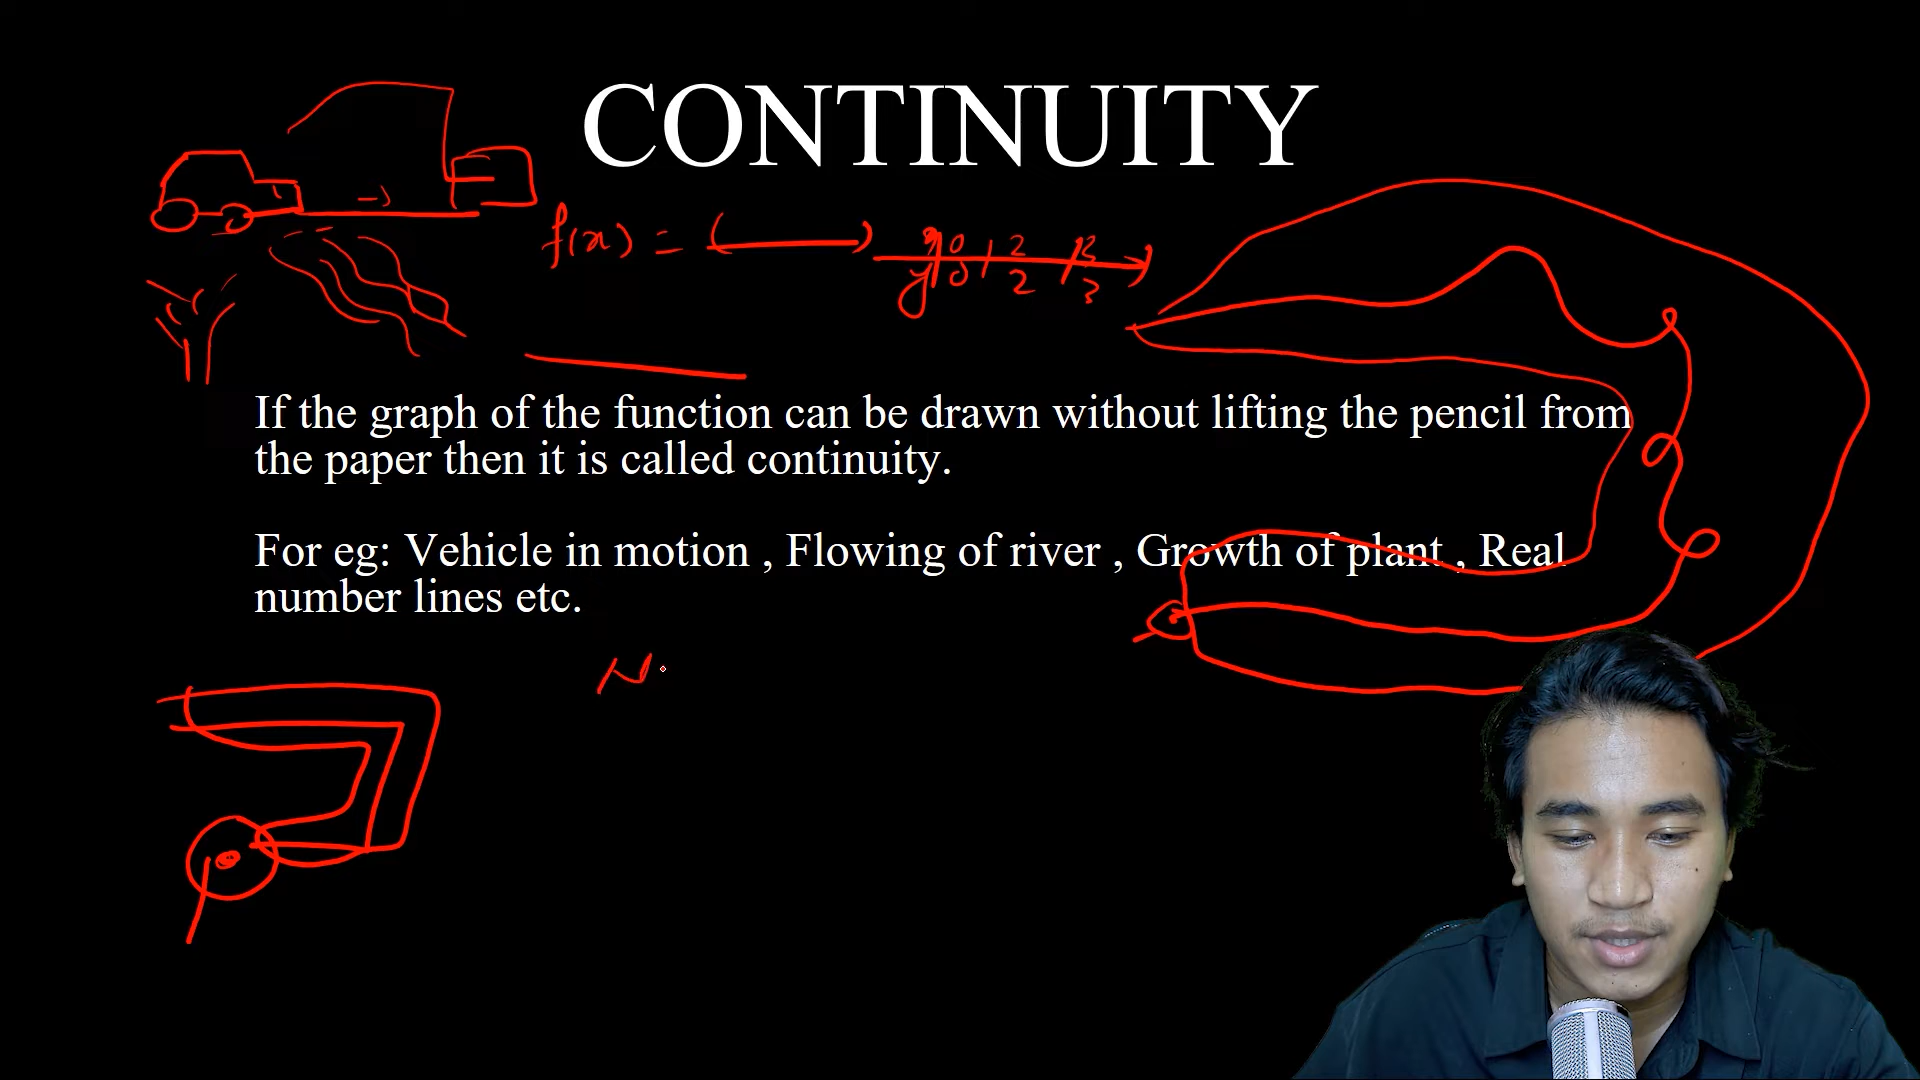 CONTINUITY
f(x) =
If the graph of the function can be drawn without lifting the pencil from
the paper then it is called continuity.
For eg: Vehicle in motion , Flowing of river , Growth of plant , Real
number lines etc.
N